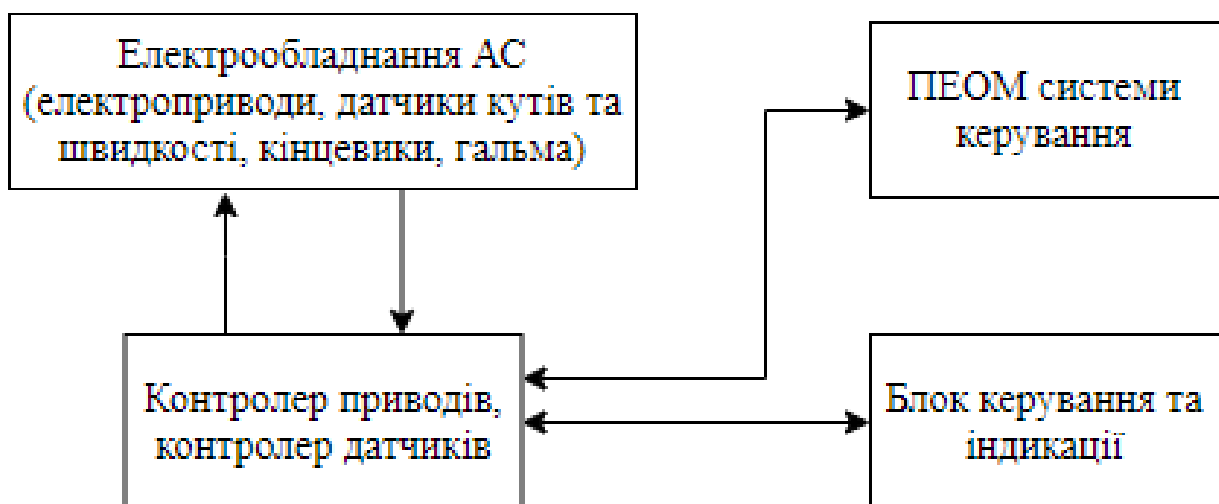 Електрообладнання АС
(електроприводи, датчики кутів та
швидкості, кінцевики, гальма)
ПЕОМ системи
керування
Контролер приводів,
контролер датчиків
Блок керування та
індикації